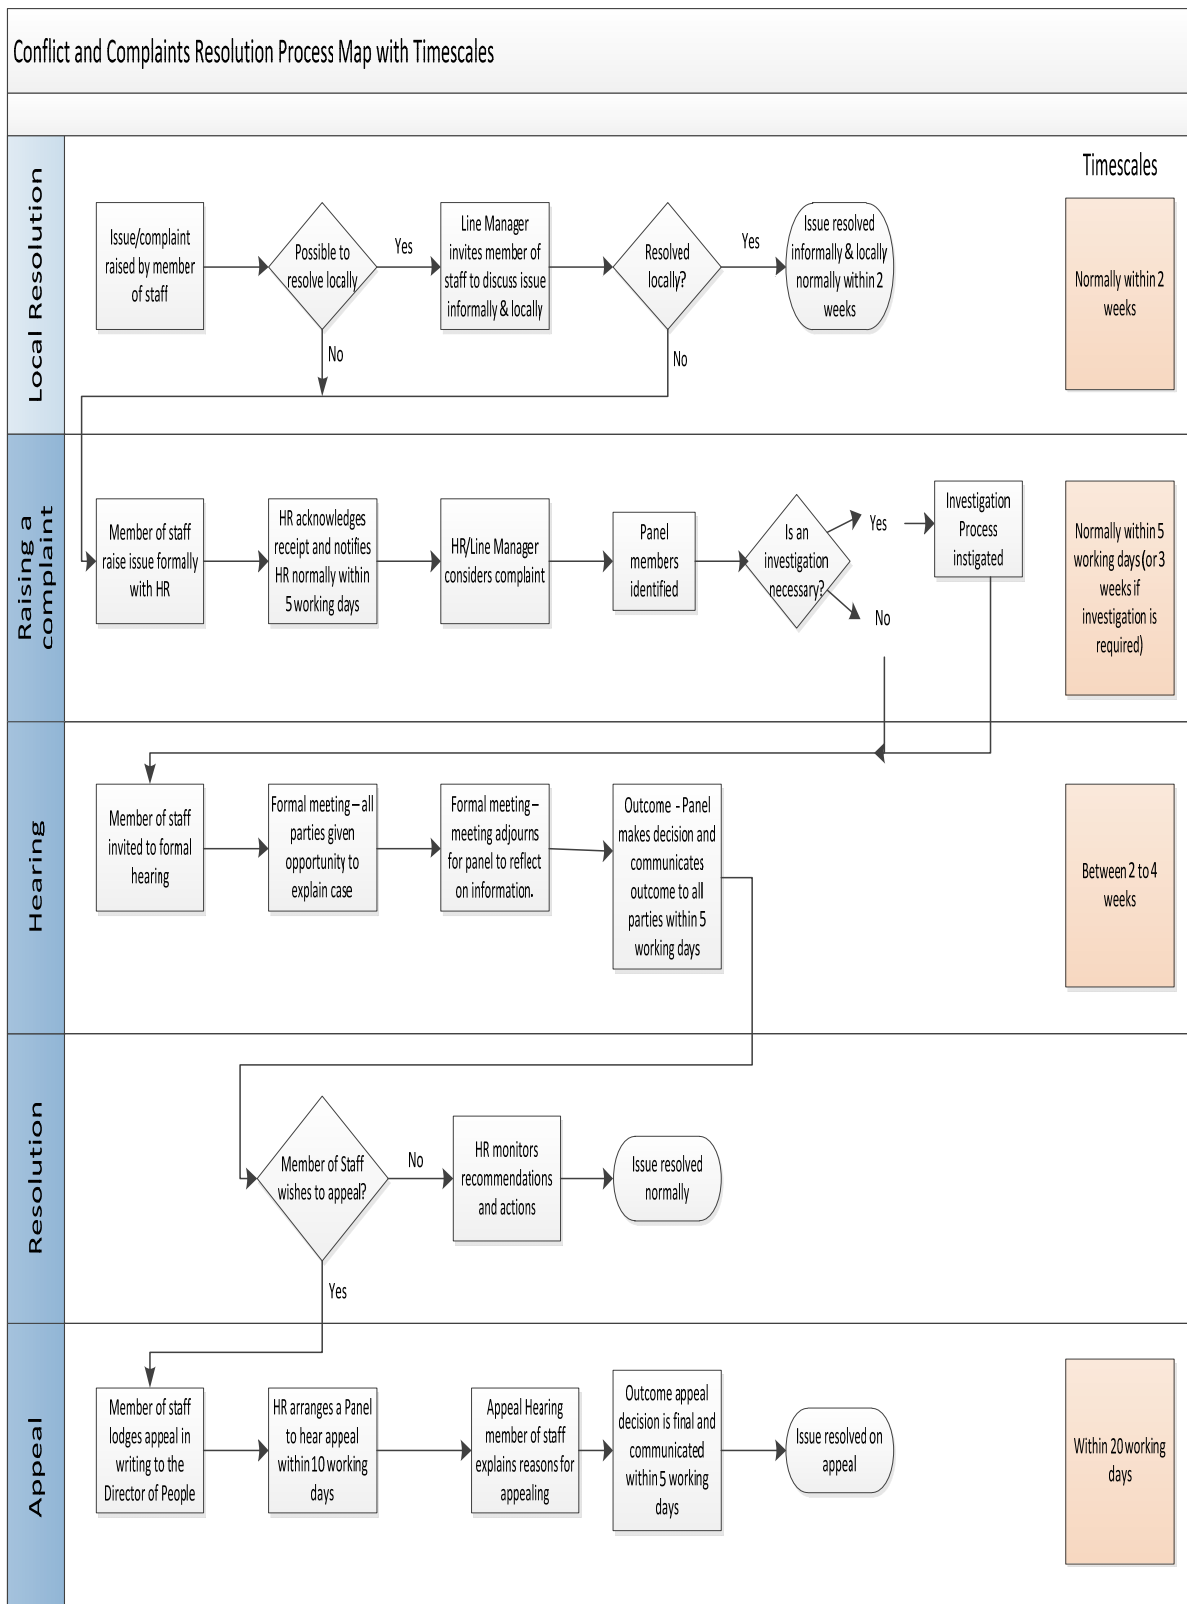 Conflict and Complaints Resolution Process Map with Timescales
Local Resolution
Timescales
Issue/complaint
raised by member
of staff
Possible to
resolve locally
Yes
No
Line Manager
invites member of
staff to discuss issue
informally & locally
Resolved
locally?
Yes
No
Issue resolved
informally & locally
normally within 2
weeks
Normally within 2
weeks
Raising a
complaint
Member of staff
raise issue formally
with HR
HR acknowledges
receipt and notifies
HR normally within
5 working days
HR/Line Manager
considers complaint
Panel
members
identified
Is an
investigation
necessary?
Yes
No
Investigation
Process
instigated
Normally within 5
working days (or 3
weeks if
investigation is
required)
Hearing
Member of staff
invited to formal
hearing
Formal meeting – all
parties given
opportunity to
explain case
Formal meeting –
meeting adjourns
for panel to reflect
on information.
Outcome - Panel
makes decision and
communicates
outcome to all
parties within 5
working days
Between 2 to 4
weeks
Resolution
Member of Staff
wishes to appeal?
No
Yes
HR monitors
recommendations
and actions
Issue resolved
normally
Appeal
Member of staff
lodges appeal in
writing to the
Director of People
HR arranges a Panel
to hear appeal
within 10 working
days
Appeal Hearing
member of staff
explains reasons for
appealing
Outcome appeal
decision is final and
communicated
within 5 working
days
Issue resolved on
appeal
Within 20 working
days